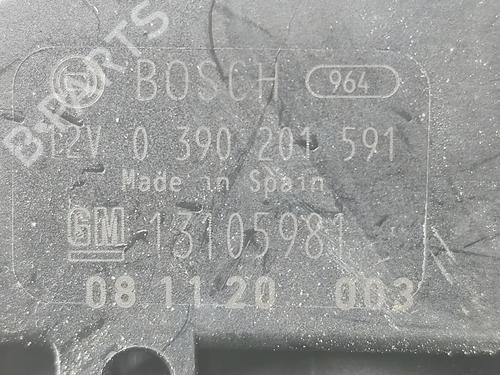 BOSCH 964
12V 0 390 201 591
Made in Spain
GM 13105981
08 11 20 003
B-PARTS